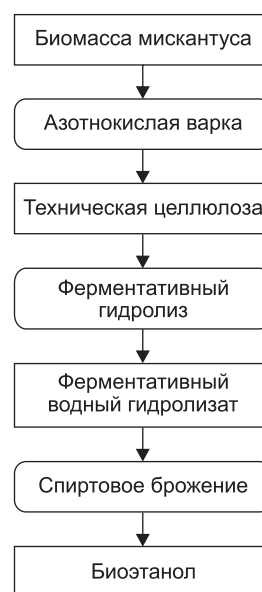 Биомасса мискантуса
Азотнокислая варка
Техническая целлюлоза
Ферментативный
гидролиз
Ферментативный
водный гидролизат
Спиртовое брожение
Биоэтанол